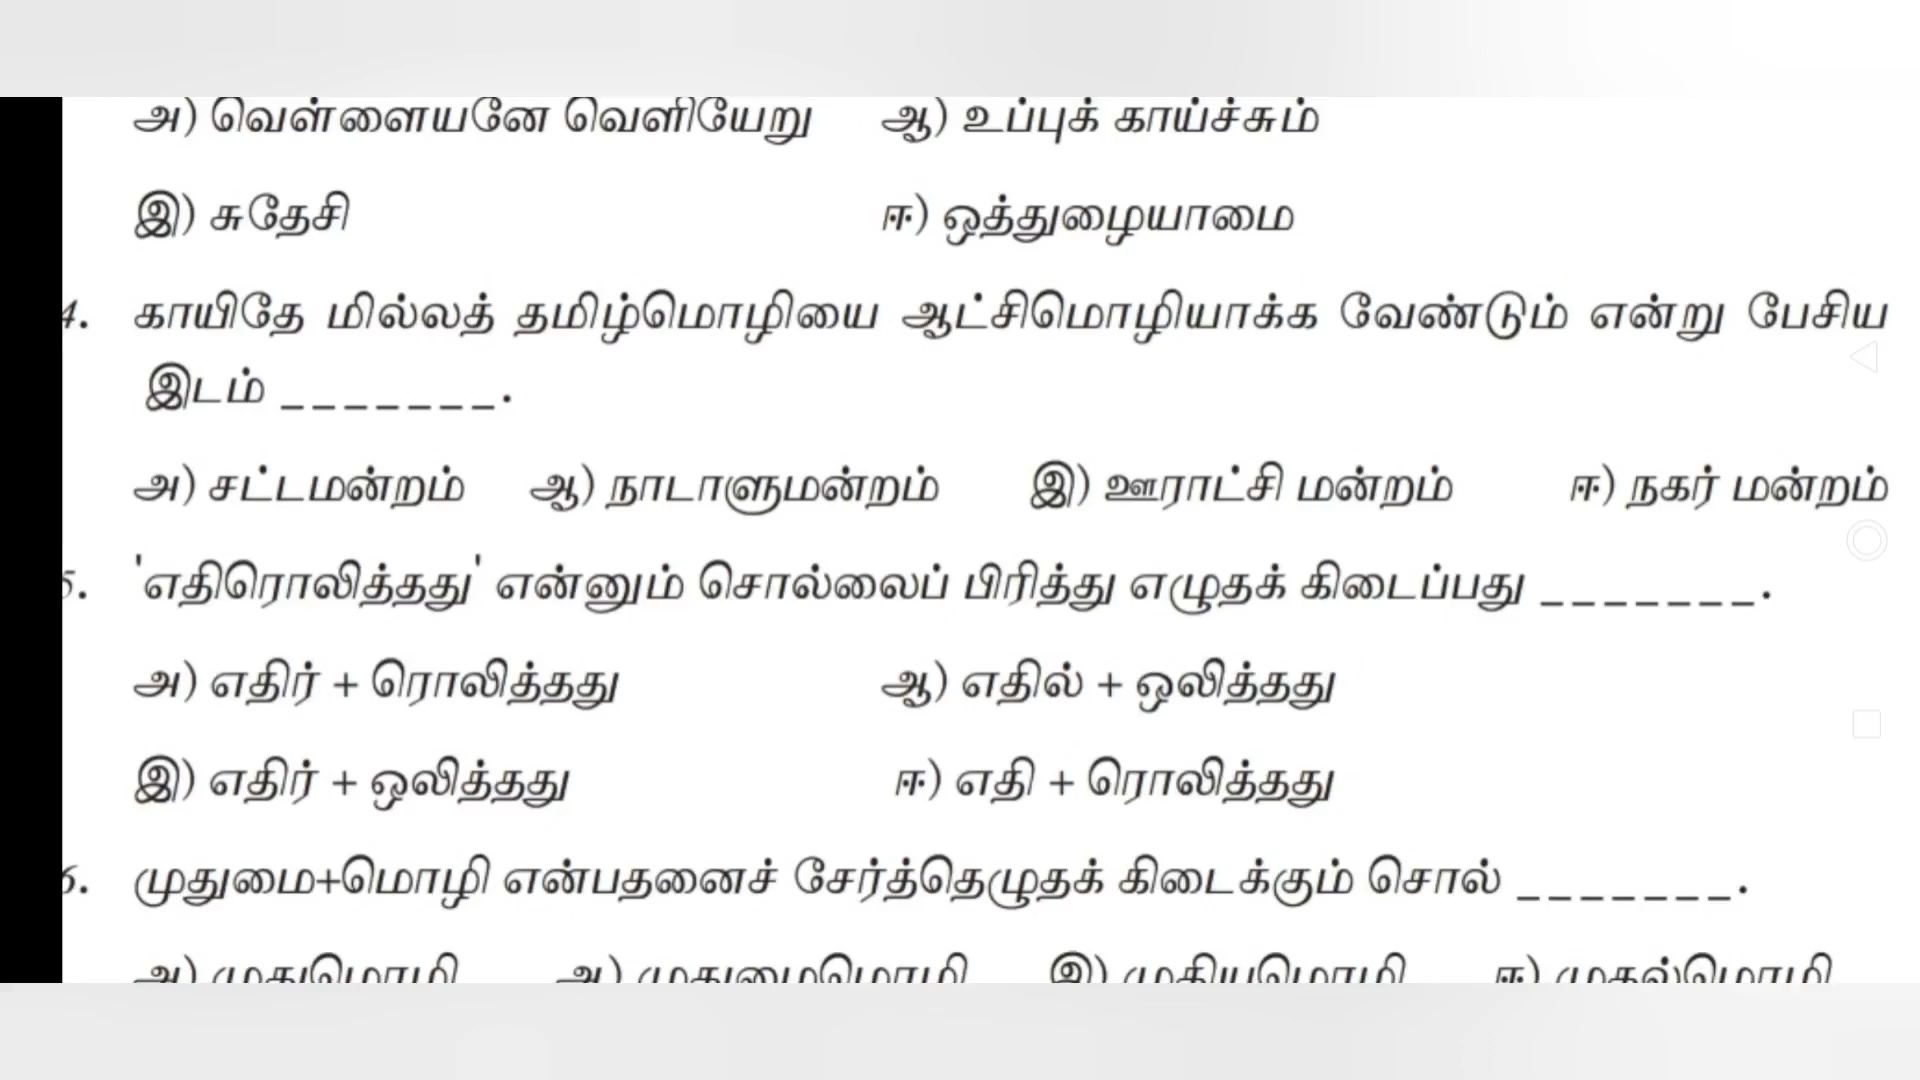 அ) வெள்ளையனே வெளியேறு ஆ) உப்புக் காய்ச்சும்
இ) சுதேசி ஈ) ஒத்துழையாமை
4. காயிதே மில்லத் தமிழ்மொழியை ஆட்சிமொழியாக்க வேண்டும் என்று பேசிய
இடம் _______.
அ) சட்டமன்றம் ஆ) நாடாளுமன்றம் இ) ஊராட்சி மன்றம் ஈ) நகர் மன்றம்
5. 'எதிரொலித்தது' என்னும் சொல்லைப் பிரித்து எழுதக் கிடைப்பது _______.
அ) எதிர் + ரொலித்தது ஆ) எதில் + ஒலித்தது
இ) எதிர் + ஒலித்தது ஈ) எதி + ரொலித்தது
6. முதுமை+மொழி என்பதனைச் சேர்த்தெழுதக் கிடைக்கும் சொல் _______.
அ) முதுமொழி ஆ) முதுமைமொழி இ) முதியமொழி ஈ) முதல்மொழி